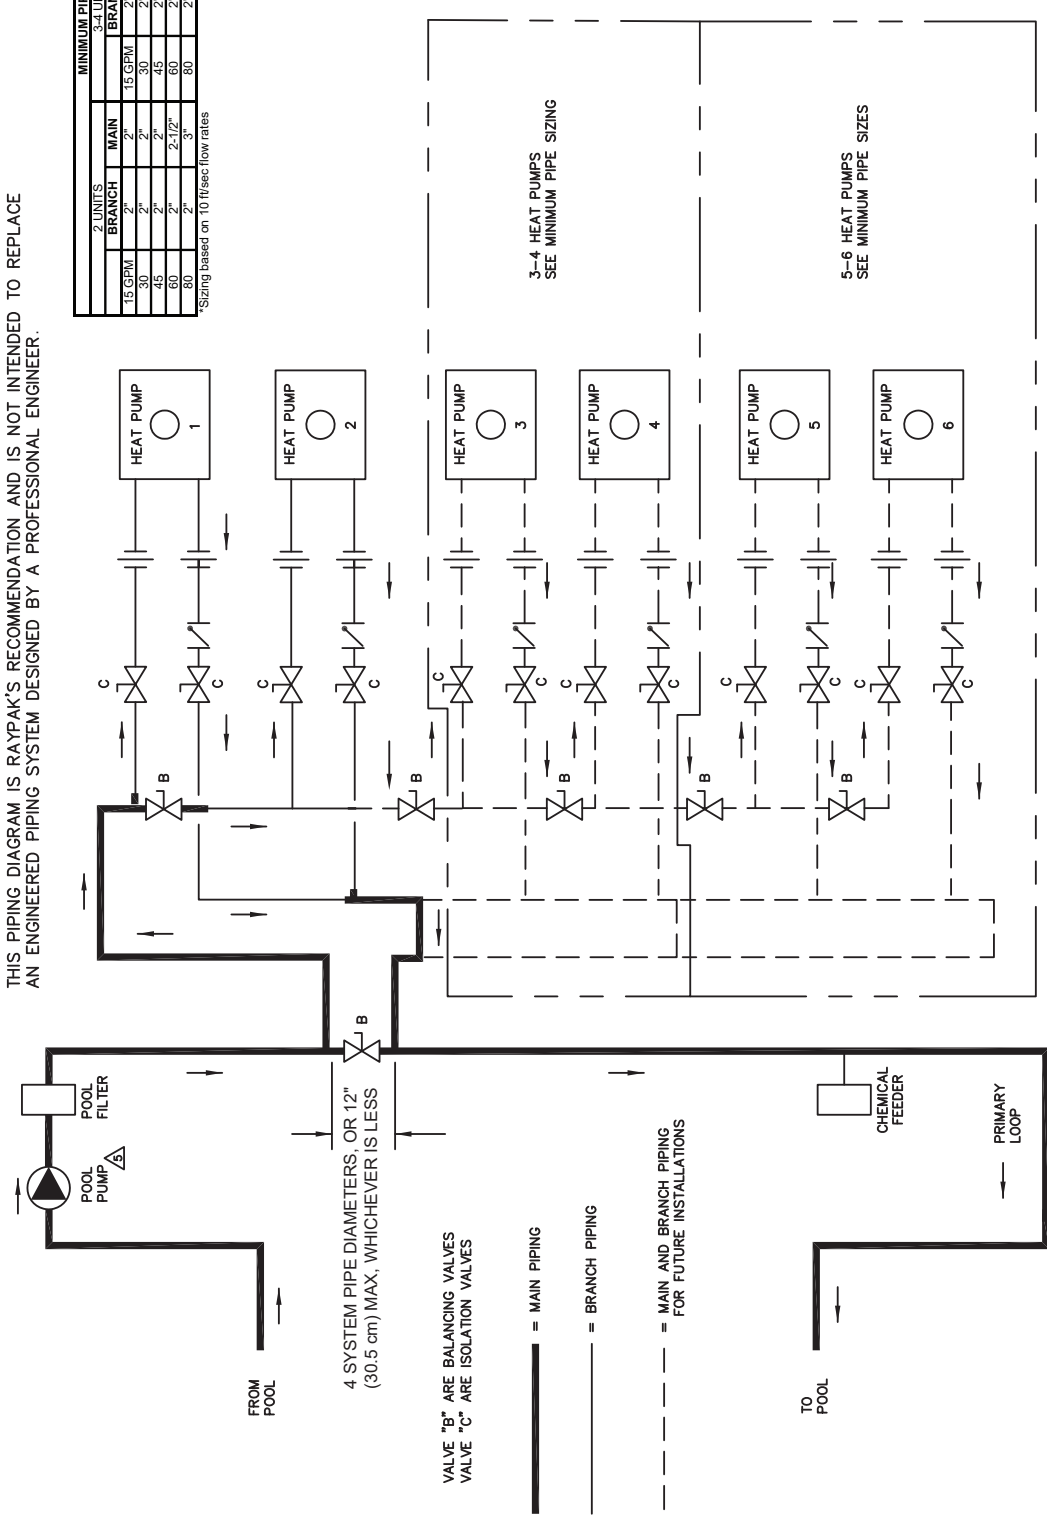 THIS PIPING DIAGRAM IS RAYPAK'S RECOMMENDATION AND IS NOT INTENDED TO REPLACE
AN ENGINEERED PIPING SYSTEM DESIGNED BY A PROFESSIONAL ENGINEER.
2 UNITS
BRANCH MAIN
15 GPM 2" 2" 15 GPM
30 2" 2" 30
45 2" 2" 45
60 2" 2-1/2" 60
80 2" 3" 80
*Sizing based on 10 ft/sec flow rates
HEAT PUMP
1
HEAT PUMP
2
HEAT PUMP
3
HEAT PUMP
4
HEAT PUMP
5
HEAT PUMP
6
C
C
C
C
C
C
C
C
C
C
C
C
B
B
B
B
B
B
3-4 HEAT PUMPS
SEE MINIMUM PIPE SIZING
5-6 HEAT PUMPS
SEE MINIMUM PIPE SIZES
POOL
FILTER
POOL
PUMP
5
4 SYSTEM PIPE DIAMETERS, OR 12"
(30.5 cm) MAX, WHICHEVER IS LESS
CHEMICAL
FEEDER
PRIMARY
LOOP
FROM
POOL
TO
POOL
VALVE "B" ARE BALANCING VALVES
VALVE "C" ARE ISOLATION VALVES
= MAIN PIPING
= BRANCH PIPING
= MAIN AND BRANCH PIPING
FOR FUTURE INSTALLATIONS